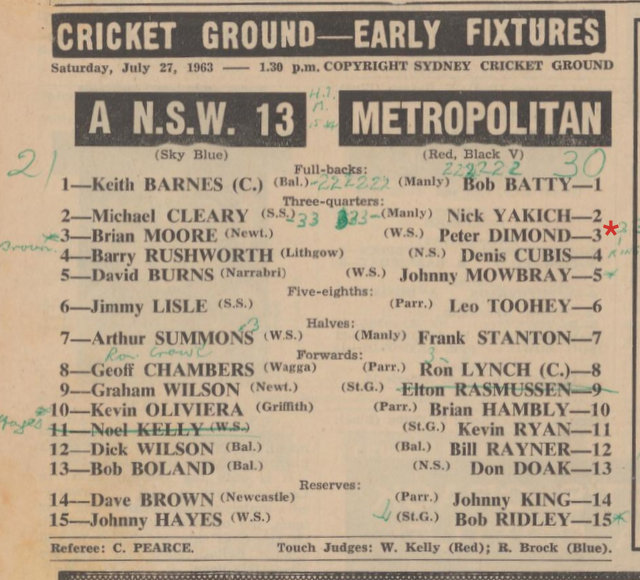 CRICKET GROUND—EARLY FIXTURES
Saturday, July 27, 1963 — 1.30 p.m. COPYRIGHT SYDNEY CRICKET GROUND
A N.S.W. 13 METROPOLITAN
(Sky Blue) (Red, Black V)
21 30
Full-backs:
222222
1—Keith BARNES (C.) (Bal.) -222222 (Manly) Bob BATTY—1
Three-quarters:
2—Michael CLEARY (S.S.) -33 33- (Manly) Nick YAKICH—2
*3—Brian MOORE (Newt.) (W.S.) Peter DIMOND—3*
Brown
4—Barry RUSHWORTH (Lithgow) (N.S.) Denis CUBIS—4
5—David BURNS (Narrabri) (W.S.) Johnny MOWBRAY—5*
Five-eighths:
6—Jimmy LISLE (S.S.) (Parr.) Leo TOOHEY—6
Halves:
7—Arthur SUMMONS 3 (W.S.) (Manly) Frank STANTON—7
Forwards:
Ron Crowe 3-
8—Geoff CHAMBERS (Wagga) (Parr.) Ron LYNCH (C.)—8
9—Graham WILSON (Newt.) (St.G.) Elton RASMUSSEN—9
*10—Kevin OLIVIERA (Griffith) (Parr.) Brian HAMBLY—10
Hayes
11—Noel KELLY (W.S.) (St.G.) Kevin RYAN—11
12—Dick WILSON (Bal.) (Bal.) Bill RAYNER—12
13—Bob BOLAND (Bal.) (N.S.) Don DOAK—13
Reserves:
14—Dave BROWN (Newcastle) (Parr.) Johnny KING—14
15—Johnny HAYES (W.S.) (St.G.) Bob RIDLEY—15*
Referee: C. PEARCE. Touch Judges: W. Kelly (Red); R. Brock (Blue).